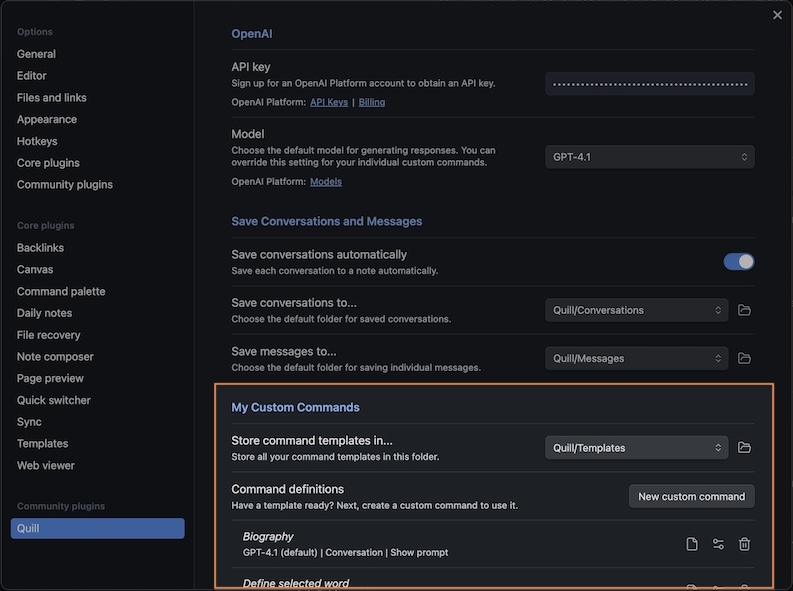 Options
General
Editor
Files and links
Appearance
Hotkeys
Core plugins
Community plugins
Core plugins
Backlinks
Canvas
Command palette
Daily notes
File recovery
Note composer
Page preview
Quick switcher
Sync
Templates
Web viewer
Community plugins
Quill
OpenAI
API key
Sign up for an OpenAI Platform account to obtain an API key.
OpenAI Platform: API Keys | Billing
Model
Choose the default model for generating responses. You can
override this setting for your individual custom commands.
GPT-4.1
OpenAI Platform: Models
Save Conversations and Messages
Save conversations automatically
Save each conversation to a note automatically.
Save conversations to...
Choose the default folder for saved conversations.
Quill/Conversations
Save messages to...
Choose the default folder for saving individual messages.
Quill/Messages
My Custom Commands
Store command templates in...
Store all your command templates in this folder.
Quill/Templates
Command definitions
Have a template ready? Next, create a custom command to use it.
New custom command
Biography
GPT-4.1 (default) | Conversation | Show prompt
Define selected word